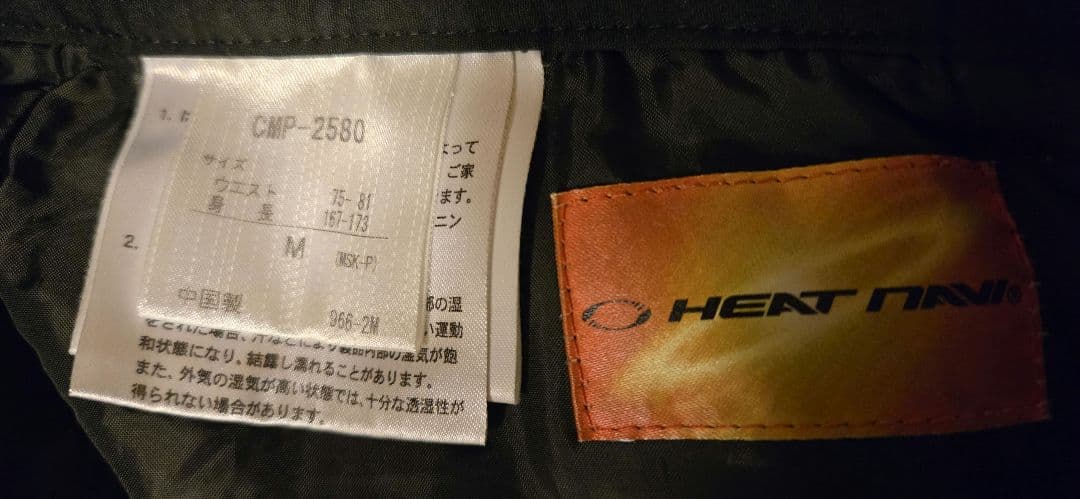 CMP-2580
サイズ
ウエスト 75-81
身長 167-173
M (MSK-P)
中国製
966-2M
1.
よって
ご家
ます。
ニン
2.
部の湿
い運動
和状態になり、結露し濡れることがあります。
また、外気の湿気が高い状態では、十分な透湿性が
得られない場合があります。
HEAT NAVI®